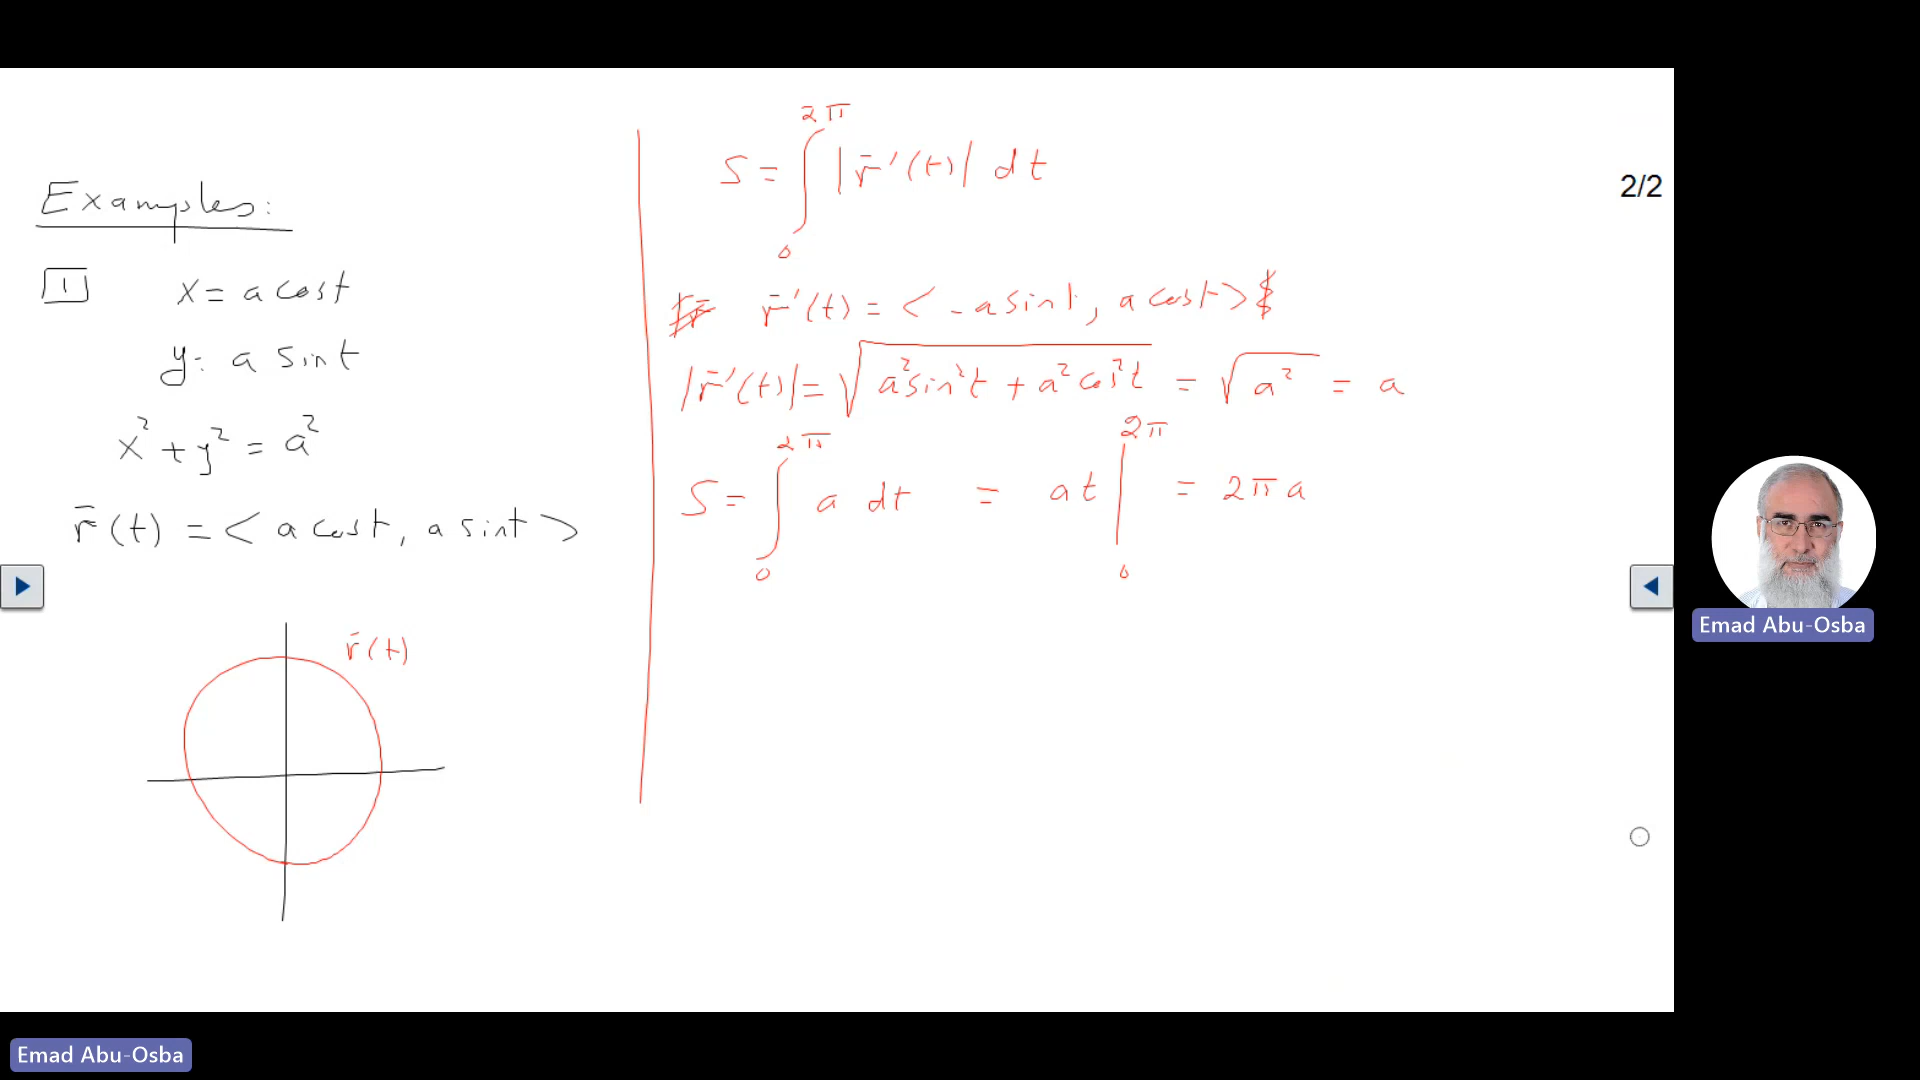 Examples:
1 x = a cost
y: a sint
x² + y² = a²
r̄(t) = < a cost, a sint >
r̄(t)
S = ∫₀^2π |r̄'(t)| dt
r̄'(t) = < -a sint, a cost >
|r̄'(t)| = √(a²sin²t + a²cos²t) = √a² = a
S = ∫₀^2π a dt = at |₀^2π = 2πa
2/2
Emad Abu-Osba
Emad Abu-Osba